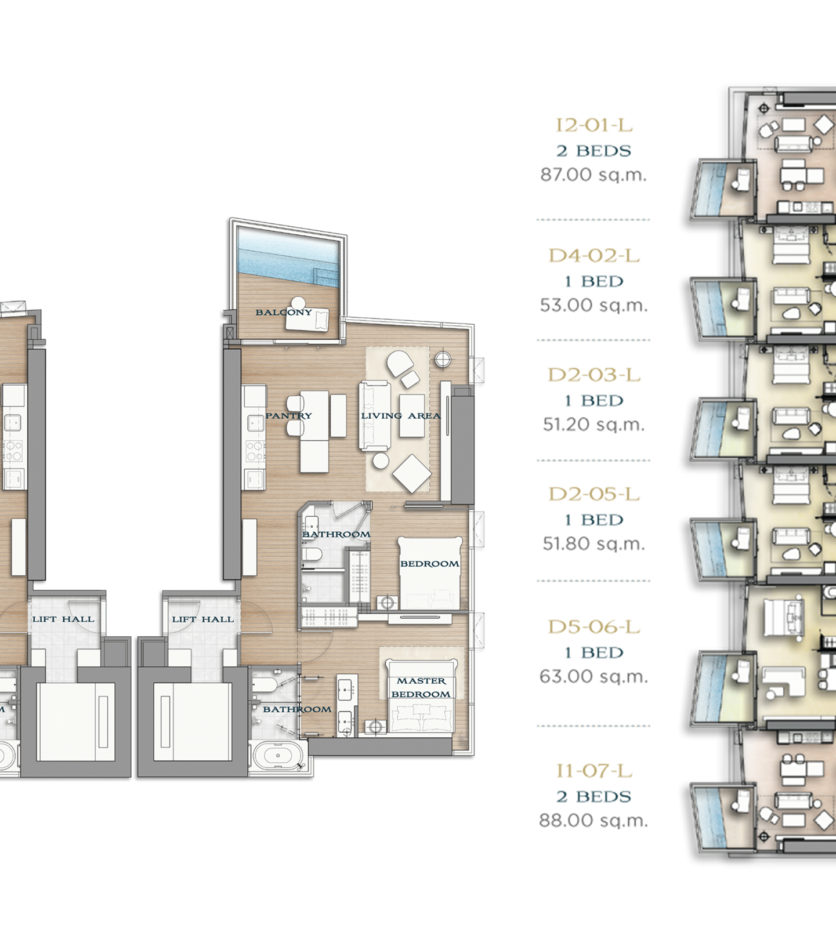 I2-01-L
2 BEDS
87.00 sq.m.
D4-02-L
1 BED
53.00 sq.m.
D2-03-L
1 BED
51.20 sq.m.
D2-05-L
1 BED
51.80 sq.m.
D5-06-L
1 BED
63.00 sq.m.
I1-07-L
2 BEDS
88.00 sq.m.
BALCONY
PANTRY
LIVING AREA
BATHROOM
BEDROOM
LIFT HALL
LIFT HALL
MASTER
BEDROOM
BATHROOM
M